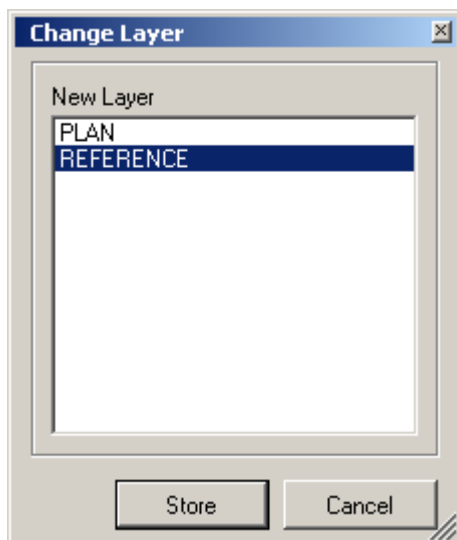 Change Layer
New Layer
PLAN
REFERENCE
Store Cancel